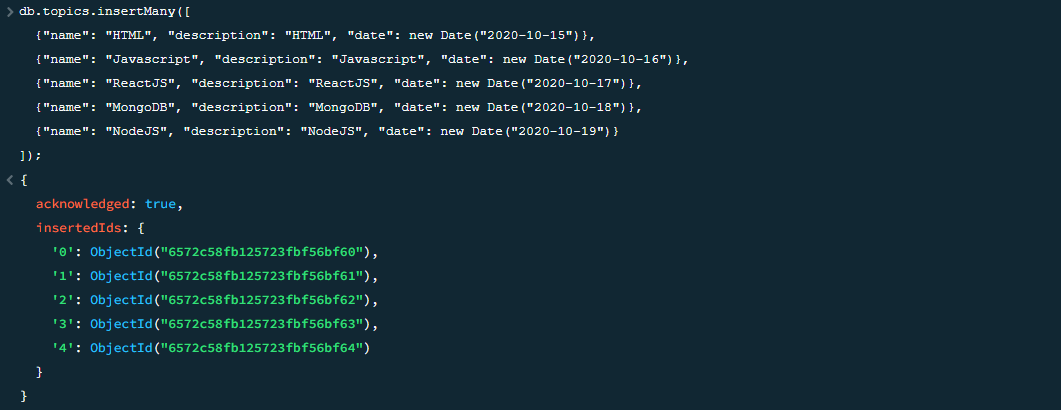 > db.topics.insertMany([
{"name": "HTML", "description": "HTML", "date": new Date("2020-10-15")},
{"name": "Javascript", "description": "Javascript", "date": new Date("2020-10-16")},
{"name": "ReactJS", "description": "ReactJS", "date": new Date("2020-10-17")},
{"name": "MongoDB", "description": "MongoDB", "date": new Date("2020-10-18")},
{"name": "NodeJS", "description": "NodeJS", "date": new Date("2020-10-19")}
]);
< {
acknowledged: true,
insertedIds: {
'0': ObjectId("6572c58fb125723fbf56bf60"),
'1': ObjectId("6572c58fb125723fbf56bf61"),
'2': ObjectId("6572c58fb125723fbf56bf62"),
'3': ObjectId("6572c58fb125723fbf56bf63"),
'4': ObjectId("6572c58fb125723fbf56bf64")
}
}